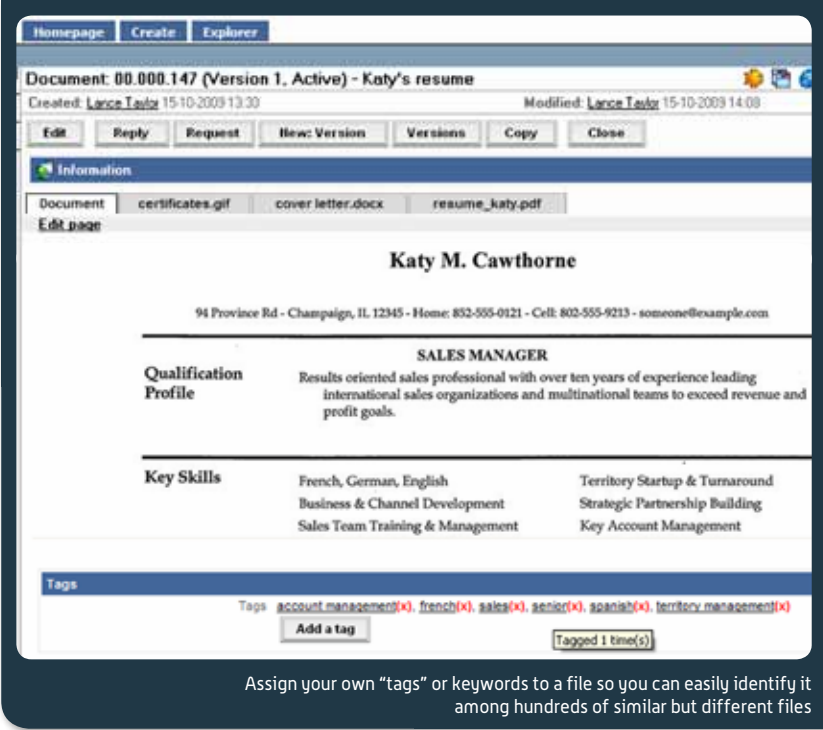 Homepage Create Explorer
Document: 00.000.147 (Version 1, Active) - Katy's resume
Created: Lance Taylor 15-10-2009 13:30 Modified: Lance Taylor 15-10-2009 14:08
Edit Reply Request New: Version Versions Copy Close
Information
Document certificates.gif cover letter.docx resume_katy.pdf
Edit page
Katy M. Cawthorne
94 Province Rd - Champaign, IL 12345 - Home: 852-555-0121 - Cell: 802-555-9213 - someone@example.com
SALES MANAGER
Qualification
Profile
Results oriented sales professional with over ten years of experience leading
international sales organizations and multinational teams to exceed revenue and
profit goals.
Key Skills
French, German, English Territory Startup & Turnaround
Business & Channel Development Strategic Partnership Building
Sales Team Training & Management Key Account Management
Tags
Tags account management(x), french(x), sales(x), senior(x), spanish(x), territory management(x)
Add a tag
Tagged 1 time(s)
Assign your own “tags” or keywords to a file so you can easily identify it
among hundreds of similar but different files